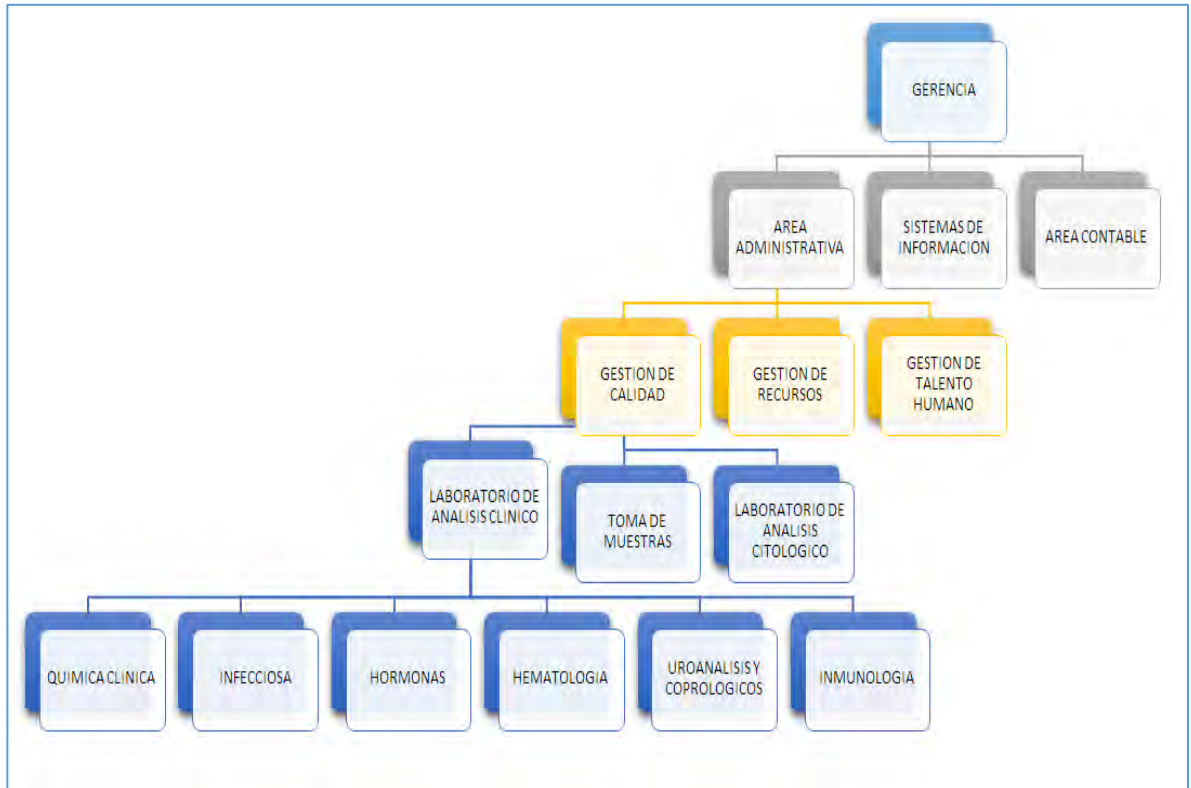 GERENCIA
AREA
ADMINISTRATIVA
SISTEMAS DE
INFORMACION
AREA CONTABLE
GESTION DE
CALIDAD
GESTION DE
RECURSOS
GESTION DE
TALENTO
HUMANO
LABORATORIO DE
ANALISIS CLINICO
TOMA DE
MUESTRAS
LABORATORIO DE
ANALISIS
CITOLOGICO
QUIMICA CLINICA
INFECCIOSA
HORMONAS
HEMATOLOGIA
UROANALISIS Y
COPROLOGICOS
INMUNOLOGIA